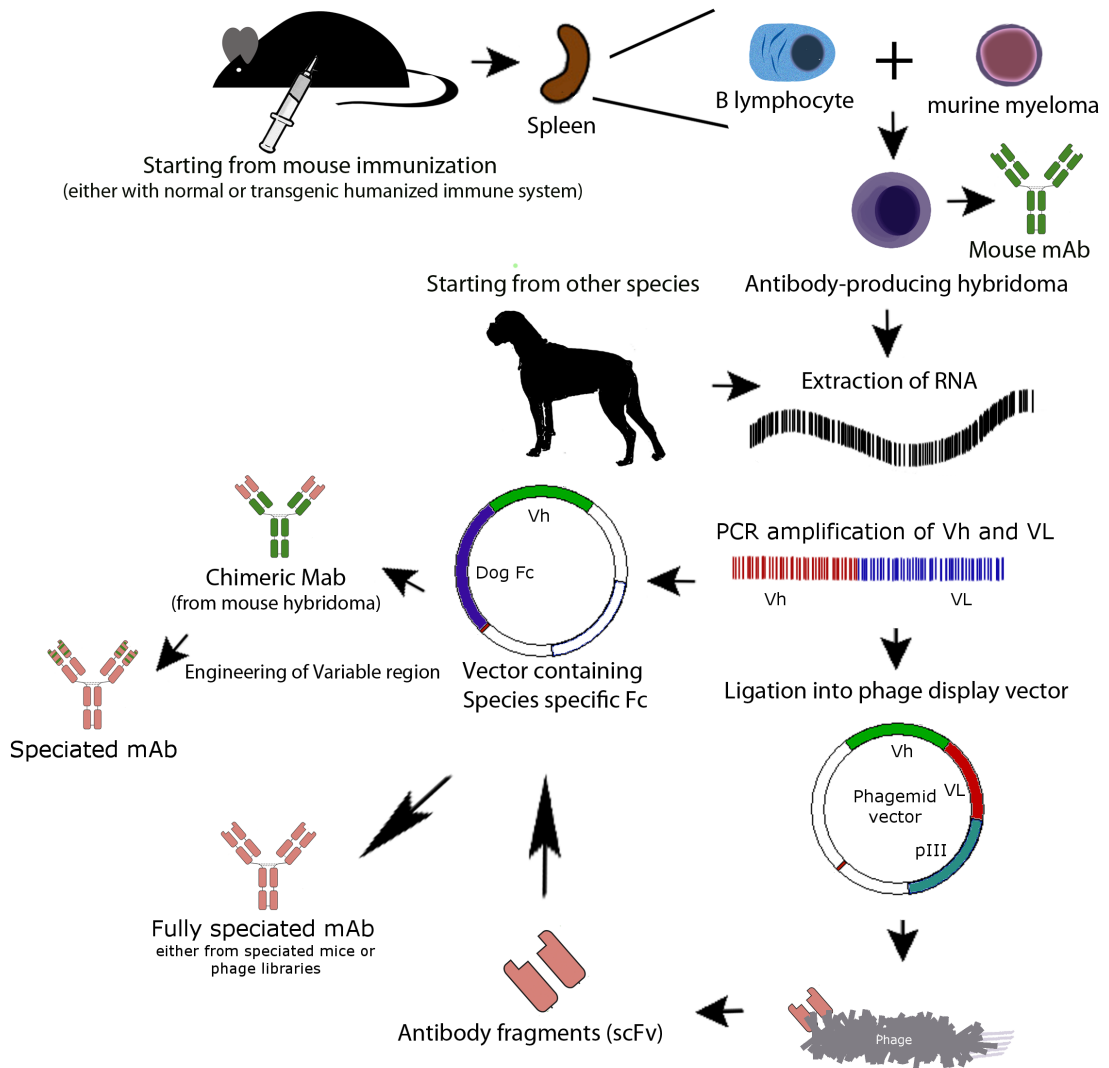 Starting from mouse immunization
(either with normal or transgenic humanized immune system)
Spleen
B lymphocyte
murine myeloma
Mouse mAb
Antibody-producing hybridoma
Starting from other species
Extraction of RNA
PCR amplification of Vh and VL
Vh
VL
Vh
Dog Fc
Vector containing
Species specific Fc
Chimeric Mab
(from mouse hybridoma)
Engineering of Variable region
Speciated mAb
Ligation into phage display vector
Vh
VL
Phagemid
vector
pIII
Fully speciated mAb
either from speciated mice or
phage libraries
Antibody fragments (scFv)
Phage